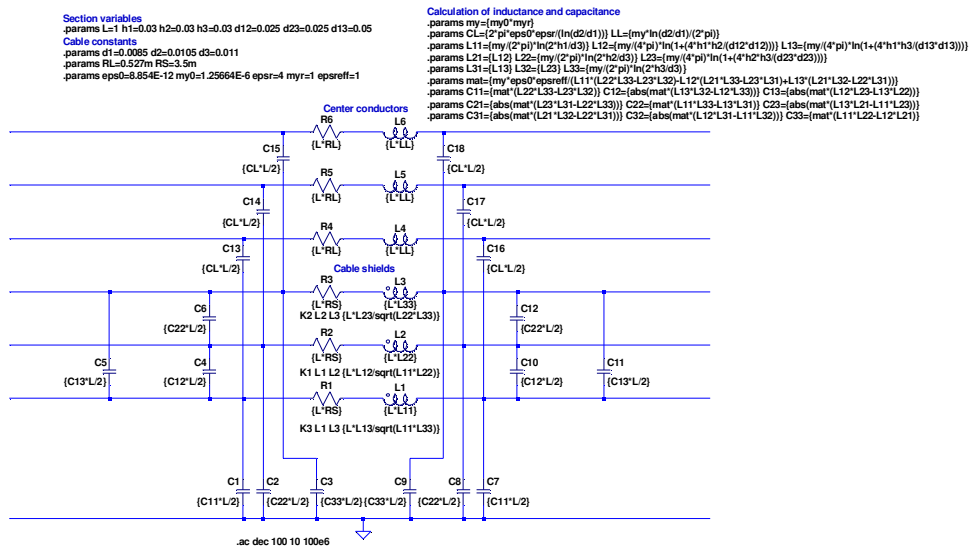 Section variables
.params L=1 h1=0.03 h2=0.03 h3=0.03 d12=0.025 d23=0.025 d13=0.05
Cable constants
.params d1=0.0085 d2=0.0105 d3=0.011
.params RL=0.527m RS=3.5m
.params eps0=8.854E-12 my0=1.25664E-6 epsr=4 myr=1 epsreff=1
Calculation of inductance and capacitance
.params my={my0*myr}
.params CL={2*pi*eps0*epsr/(ln(d2/d1))} LL={my*ln(d2/d1)/(2*pi)}
.params L11={my/(2*pi)*ln(2*h1/d3)} L12={my/(4*pi)*ln(1+(4*h1*h2/(d12*d12)))} L13={my/(4*pi)*ln(1+(4*h1*h3/(d13*d13)))}
.params L21={L12} L22={my/(2*pi)*ln(2*h2/d3)} L23={my/(4*pi)*ln(1+(4*h2*h3/(d23*d23)))}
.params L31={L13} L32={L23} L33={my/(2*pi)*ln(2*h3/d3)}
.params mat={my*eps0*epsreff/(L11*(L22*L33-L23*L32)-L12*(L21*L33-L23*L31)+L13*(L21*L32-L22*L31))}
.params C11={mat*(L22*L33-L23*L32)} C12={abs(mat*(L13*L32-L12*L33))} C13={mat*(L12*L23-L13*L22)}
.params C21={abs(mat*(L23*L31-L22*L33))} C22={mat*(L11*L33-L13*L31)} C23={abs(mat*(L13*L21-L11*L23))}
.params C31={abs(mat*(L21*L32-L22*L31))} C32={abs(mat*(L12*L31-L11*L32))} C33={mat*(L11*L22-L12*L21)}
Center conductors
R6 L6
{L*RL} {L*LL}
C15 C18
{CL*L/2} {CL*L/2}
R5 L5
{L*RL} {L*LL}
C14 C17
{CL*L/2} {CL*L/2}
R4 L4
{L*RL} {L*LL}
C13 C16
{CL*L/2} {CL*L/2}
Cable shields
R3 L3
{L*RS} {L*L33}
K2 L2 L3 {L*L23/sqrt(L22*L33)}
C6 C12
{C22*L/2} {C22*L/2}
R2 L2
{L*RS} {L*L22}
K1 L1 L2 {L*L12/sqrt(L11*L22)}
C5 C4 C10 C11
{C13*L/2} {C12*L/2} {C12*L/2} {C13*L/2}
R1 L1
{L*RS} {L*L11}
K3 L1 L3 {L*L13/sqrt(L11*L33)}
C1 C2 C3 C9 C8 C7
{C11*L/2} {C22*L/2} {C33*L/2} {C33*L/2} {C22*L/2} {C11*L/2}
.ac dec 100 10 100e6